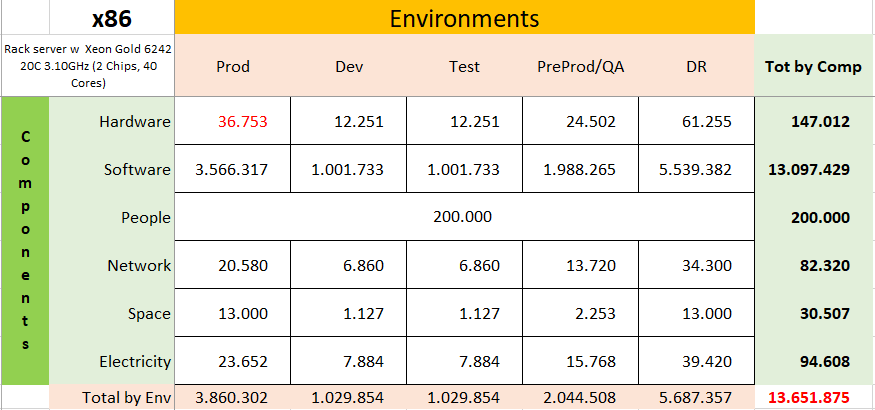 x86 Environments
Rack server w Xeon Gold 6242
20C 3.10GHz (2 Chips, 40
Cores)
Prod Dev Test PreProd/QA DR Tot by Comp
Components
Hardware 36.753 12.251 12.251 24.502 61.255 147.012
Software 3.566.317 1.001.733 1.001.733 1.988.265 5.539.382 13.097.429
People 200.000 200.000
Network 20.580 6.860 6.860 13.720 34.300 82.320
Space 13.000 1.127 1.127 2.253 13.000 30.507
Electricity 23.652 7.884 7.884 15.768 39.420 94.608
Total by Env 3.860.302 1.029.854 1.029.854 2.044.508 5.687.357 13.651.875